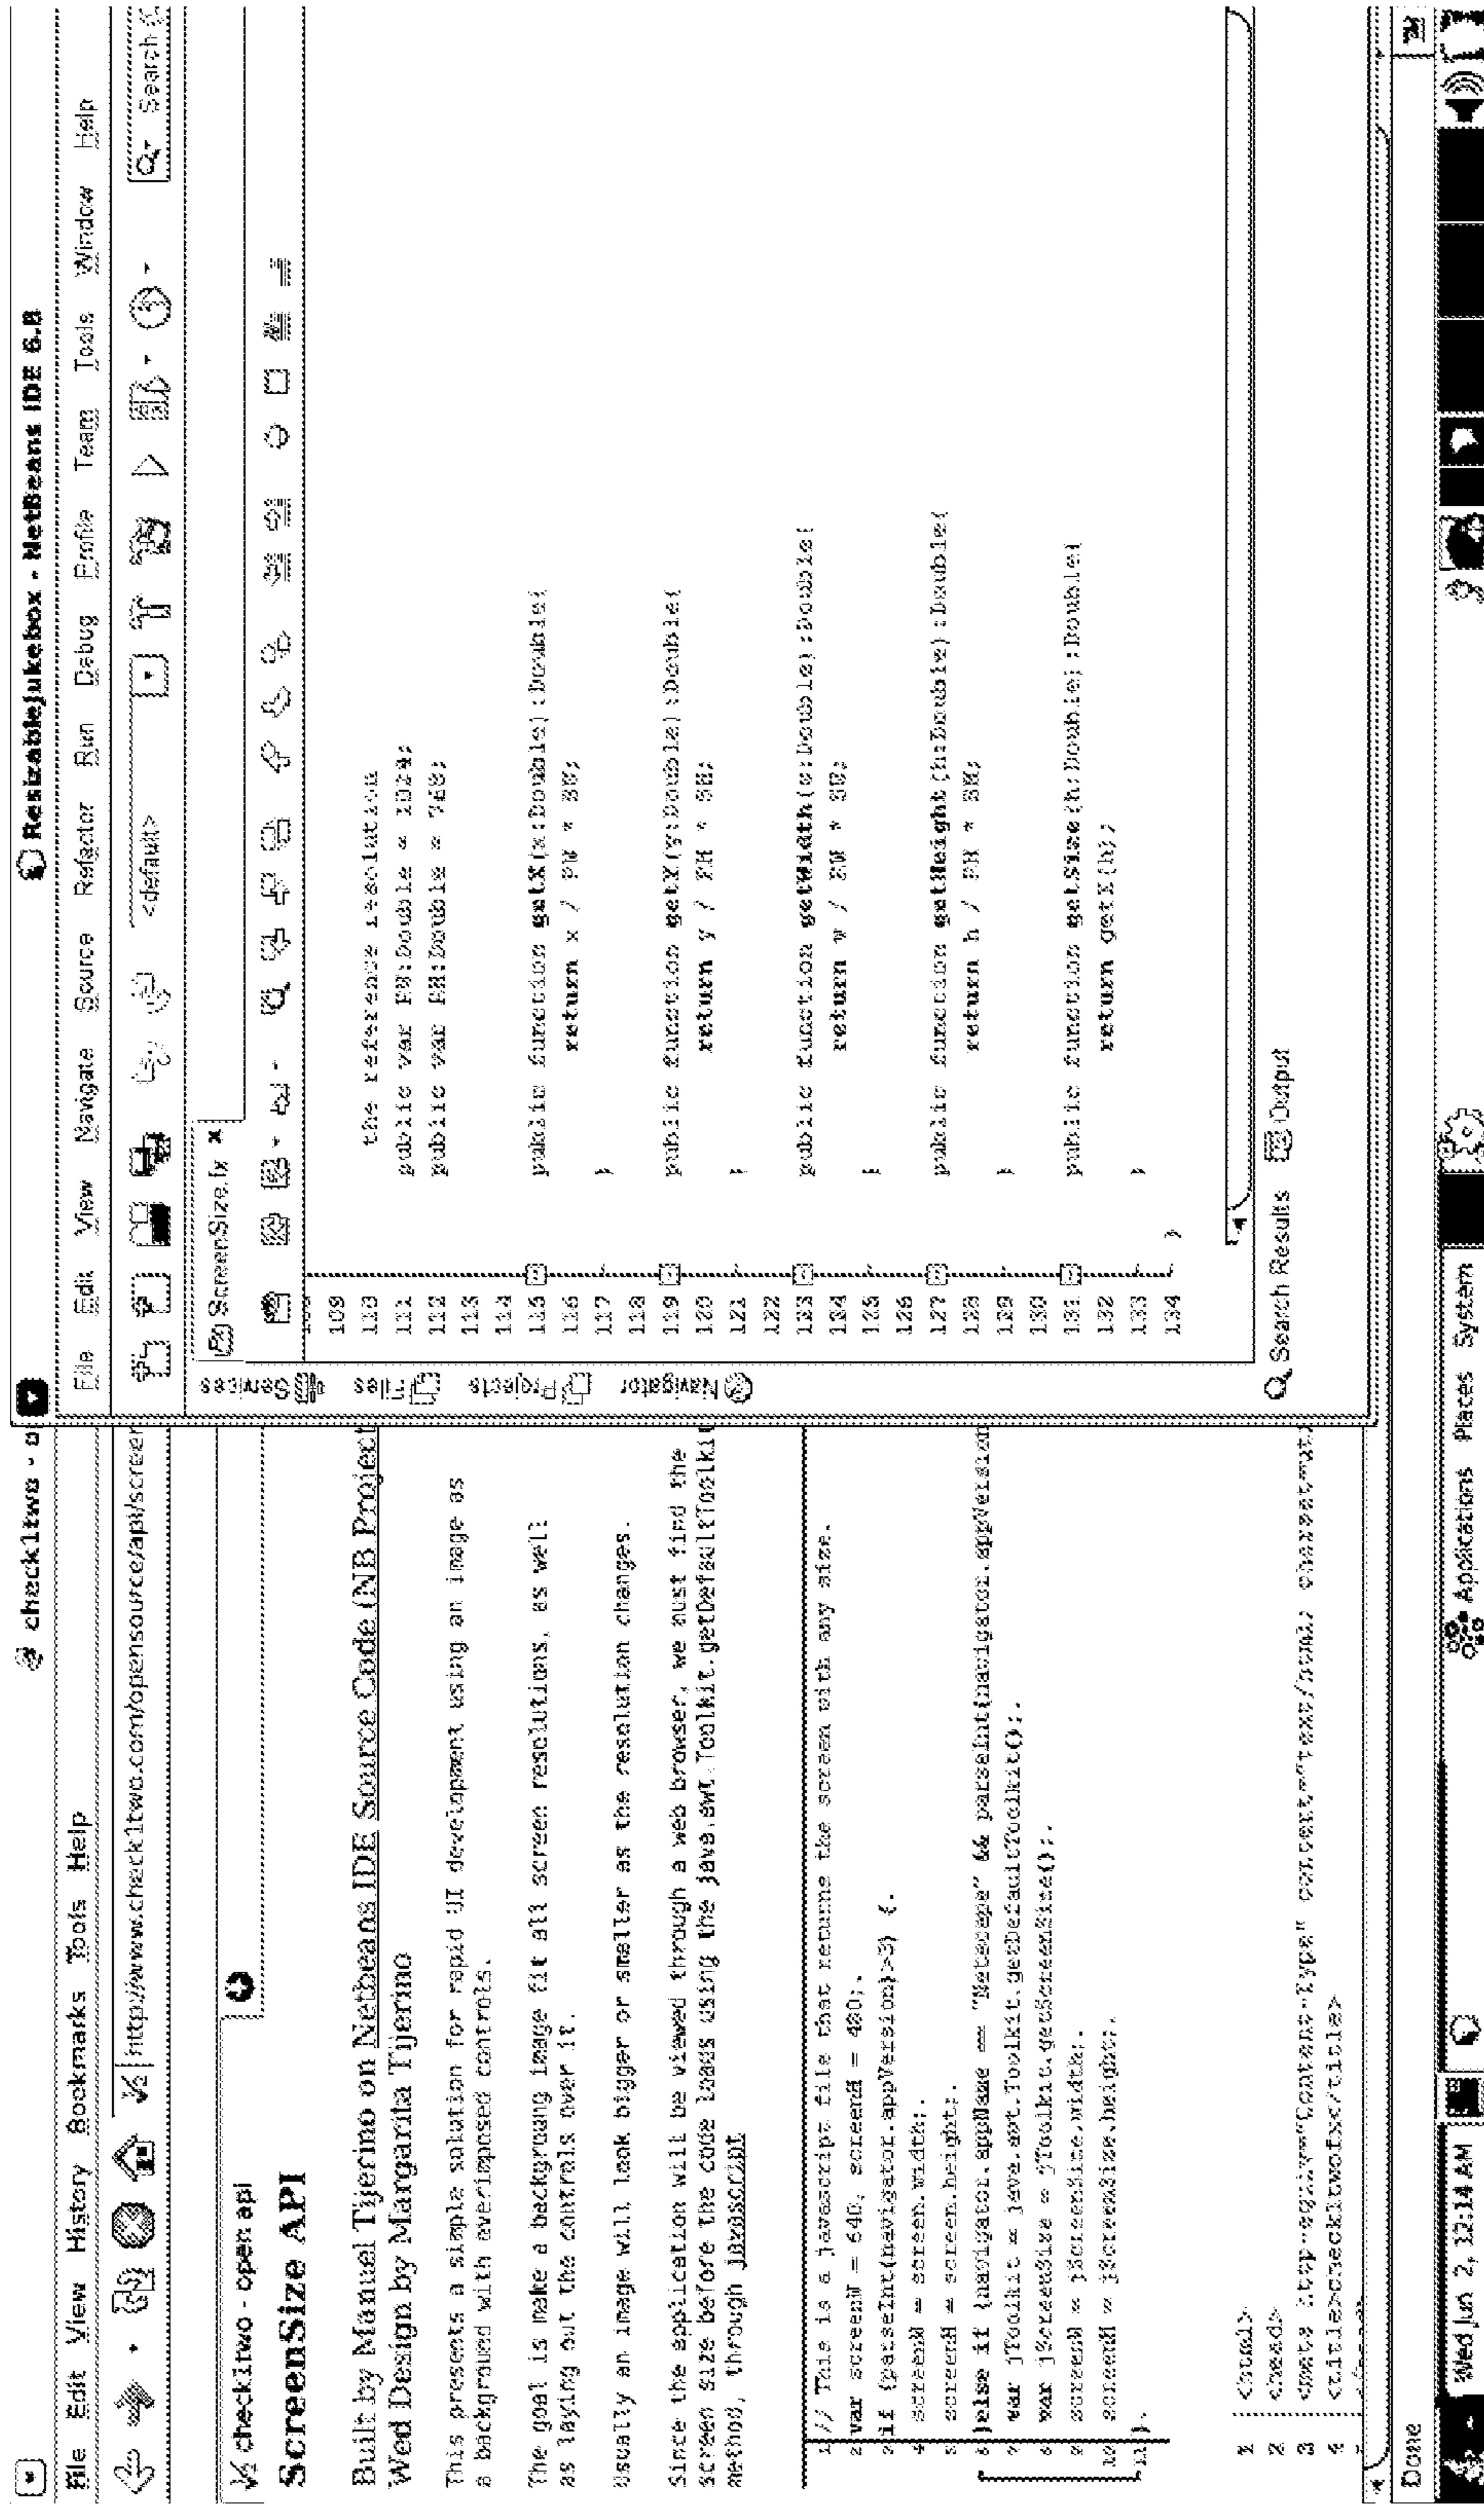 check1two - o
File Edit View History Bookmarks Tools Help
http://www.check1two.com/opensource/api/screen
check1two - open api
ScreenSize API
Built by Manuel Tijerino on Netbeans IDE Source Code (NB Project
Wed Design by Margarita Tijerino
This presents a simple solution for rapid UI development using an image as
a background with overimposed controls.
The goal is make a backgroung image fit all screen resolutions, as well
as laying out the controls over it.
Usually an image will look bigger or smaller as the resolution changes.
Since the application will be viewed through a web browser, we must find the
screen size before the code loads using the java.awt.Toolkit.getDefaultToolkit
method, through javascript
1 // This is a javascript file that returns the screen with any size.
2 var screenW = 640, screenH = 480;.
3 if (parseInt(navigator.appVersion)>3) {.
4 screenW = screen.width;.
5 screenH = screen.height;.
6 }else if (navigator.appName == "Netscape" && parseInt(navigator.appVersion
7 var jToolkit = java.awt.Toolkit.getDefaultToolkit();.
8 var jScreenSize = jToolkit.getScreenSize();.
9 screenW = jScreenSize.width;.
10 screenH = jScreenSize.height;.
11 }.
1 <html>
2 <head>
3 <meta http-equiv="Content-Type" content="text/html; charset=ut
4 <title>check1twofx</title>
Done
Resizablejukebox - NetBeans IDE 6.8
File Edit View Navigate Source Refactor Run Debug Profile Team Tools Window Help
<default>
Search
ScreenSize.fx x
Services
Files
Projects
Navigator
109
110 the reference resolution
111 public var RW:Double = 1024;
112 public var RH:Double = 768;
113
114
115 public function getX(x:Double):Double{
116 return x / RW * SW;
117 }
118
119 public function getY(y:Double):Double{
120 return y / RH * SH;
121 }
122
123 public function getWidth(w:Double):Double{
124 return w / RW * SW;
125 }
126
127 public function getHeight(h:Double):Double{
128 return h / RH * SH;
129 }
130
131 public function getSize(h:Double):Double{
132 return getX(h);
133 }
134 }
Search Results Output
Wed Jun 2, 12:14 AM
Applications Places System